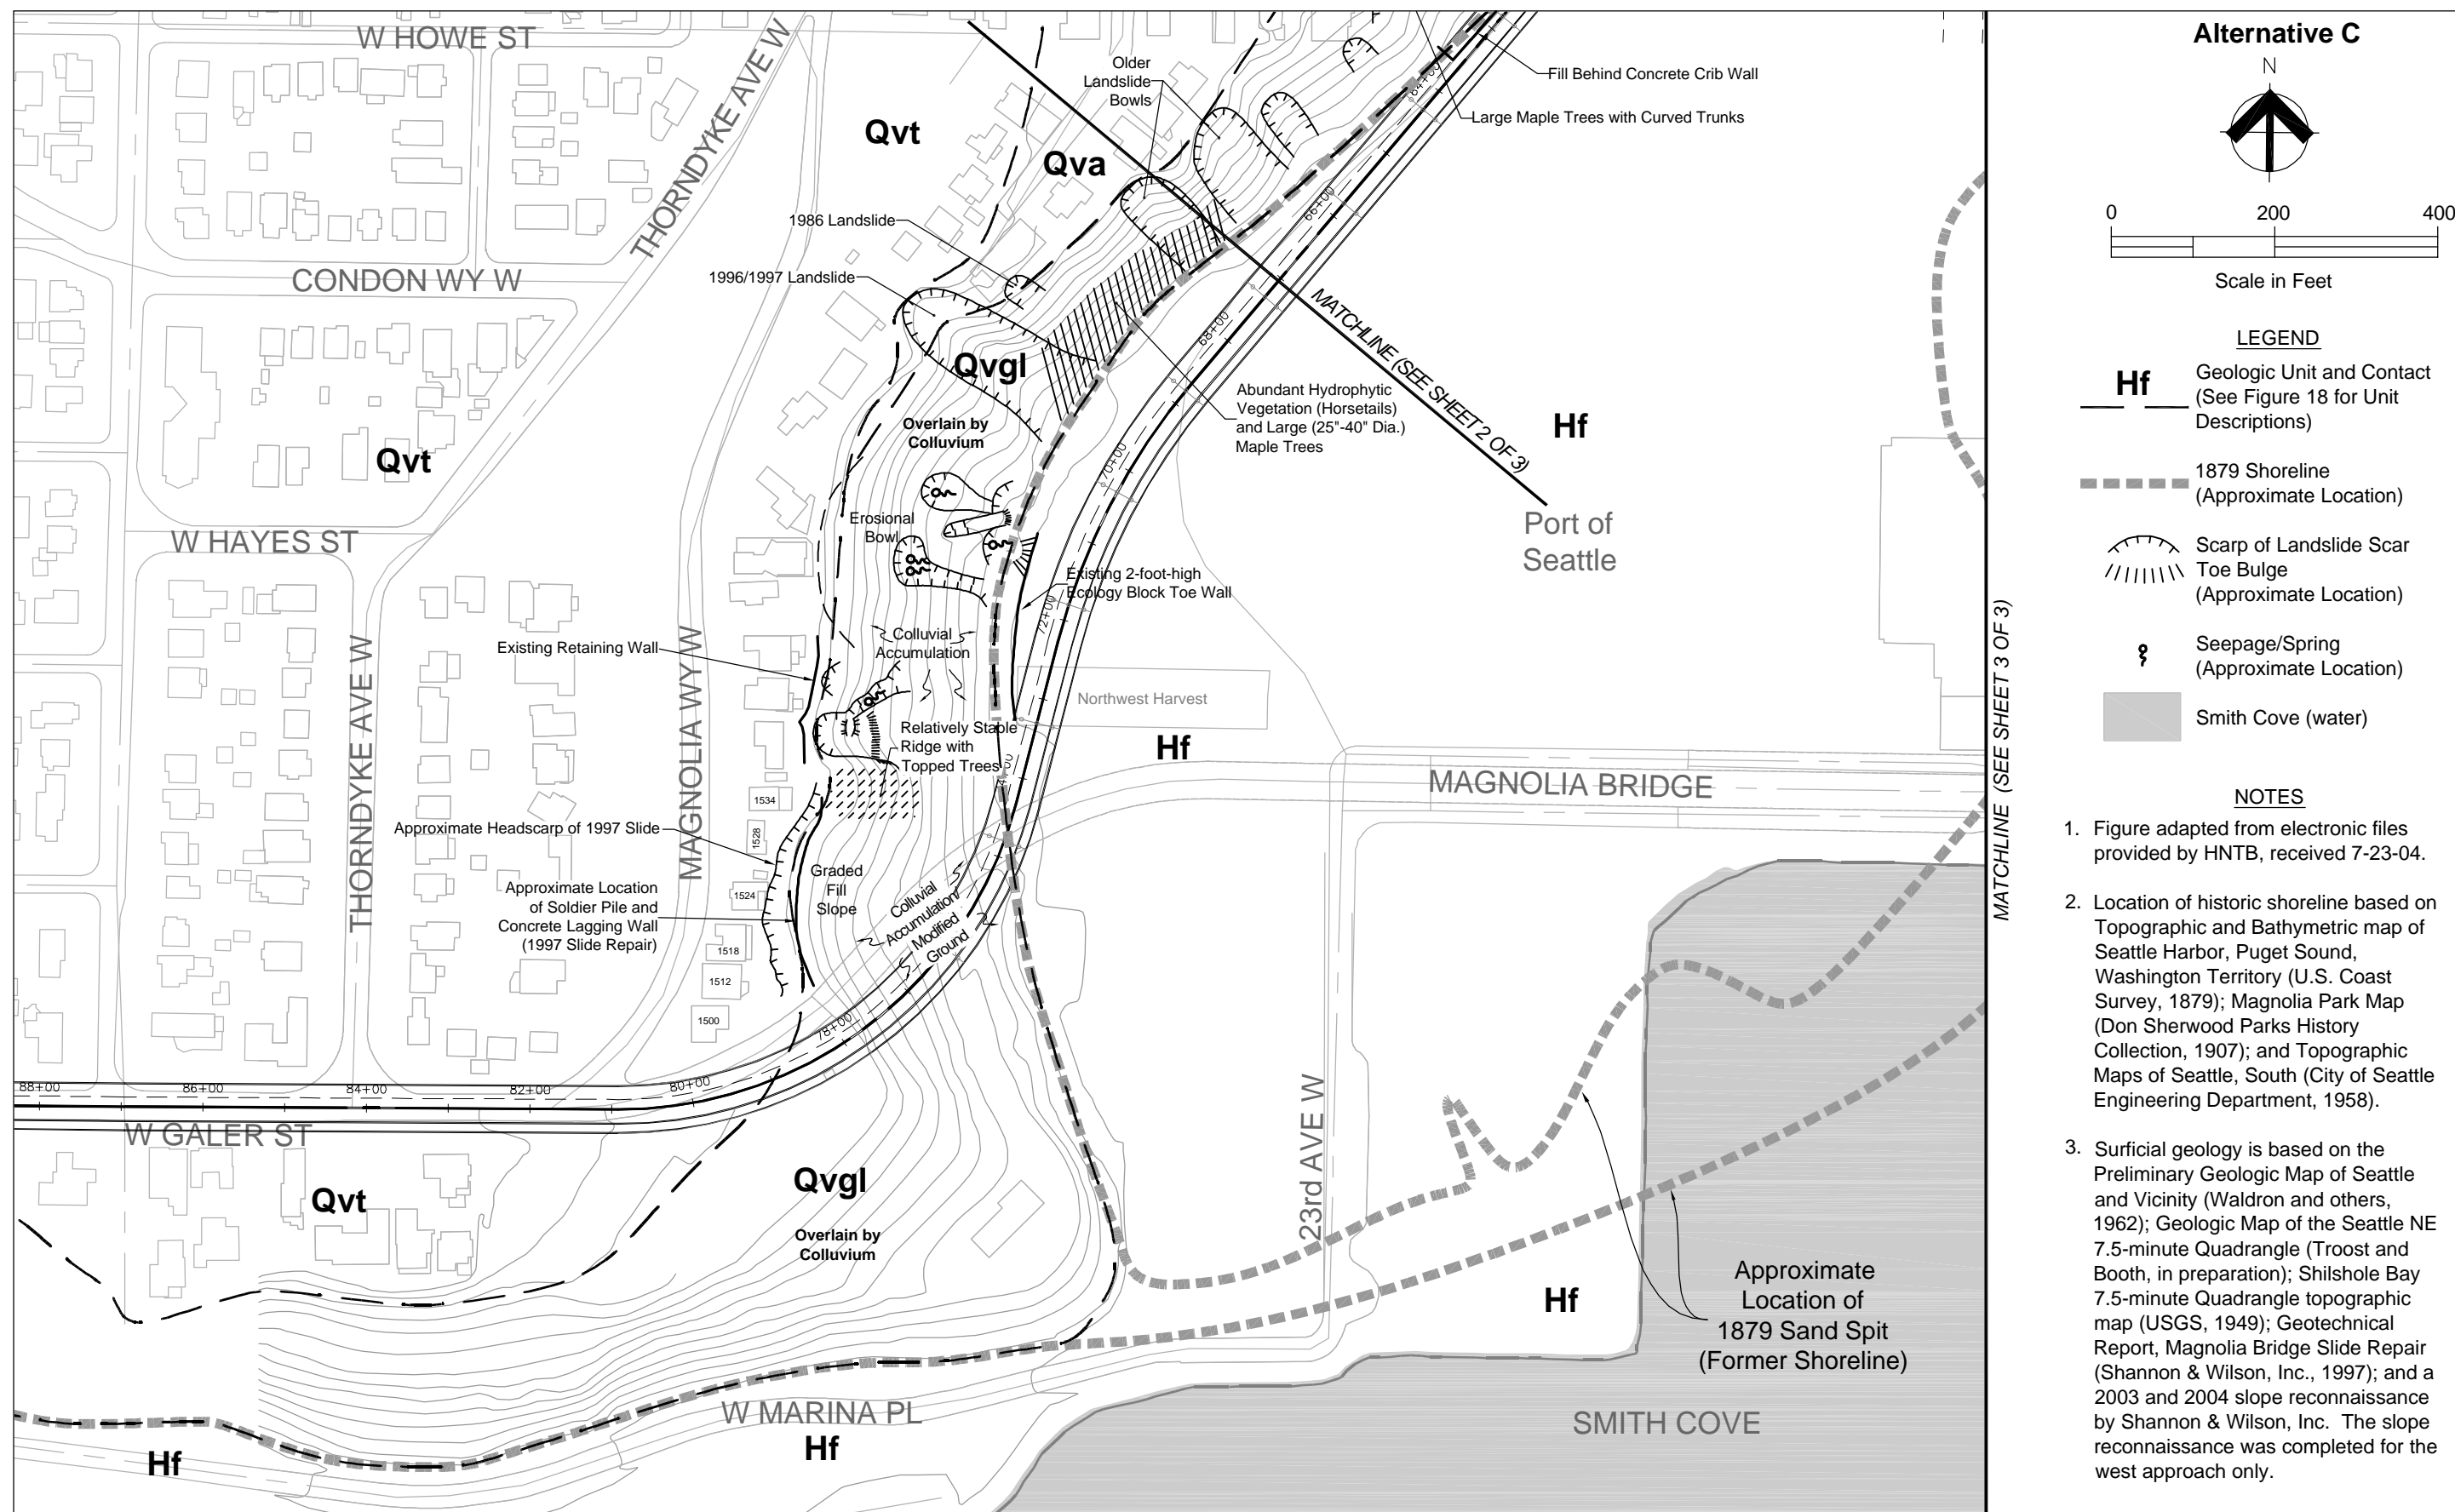 W HOWE ST
THORNDYKE AVE W
Qvt
Older
Landslide
Bowls
Qva
Fill Behind Concrete Crib Wall
Large Maple Trees with Curved Trunks
64+00
66+00
1986 Landslide
1996/1997 Landslide
CONDON WY W
68+00
MATCHLINE (SEE SHEET 2 OF 3)
Qvgl
Overlain by
Colluvium
Abundant Hydrophytic
Vegetation (Horsetails)
and Large (25"-40" Dia.)
Maple Trees
Hf
Qvt
70+00
Port of
Seattle
W HAYES ST
Erosional
Bowl
Existing 2-foot-high
Ecology Block Toe Wall
72+00
Colluvial
Accumulation
Existing Retaining Wall
THORNDYKE AVE W
MAGNOLIA WY W
Northwest Harvest
Relatively Stable
Ridge with
Topped Trees
Hf
MAGNOLIA BRIDGE
1534
1528
1524
1518
1512
1500
Approximate Headscarp of 1997 Slide
Approximate Location
of Soldier Pile and
Concrete Lagging Wall
(1997 Slide Repair)
Graded
Fill
Slope
Colluvial
Accumulation/
Modified
Ground
78+00
80+00
82+00
84+00
86+00
88+00
W GALER ST
Qvt
Qvgl
Overlain by
Colluvium
23rd AVE W
Hf
Approximate
Location of
1879 Sand Spit
(Former Shoreline)
W MARINA PL
Hf
Hf
SMITH COVE
MATCHLINE (SEE SHEET 3 OF 3)
Alternative C
N
0 200 400
Scale in Feet
LEGEND
Hf
Geologic Unit and Contact
(See Figure 18 for Unit
Descriptions)
1879 Shoreline
(Approximate Location)
Scarp of Landslide Scar
Toe Bulge
(Approximate Location)
Seepage/Spring
(Approximate Location)
Smith Cove (water)
NOTES
1. Figure adapted from electronic files
provided by HNTB, received 7-23-04.
2. Location of historic shoreline based on
Topographic and Bathymetric map of
Seattle Harbor, Puget Sound,
Washington Territory (U.S. Coast
Survey, 1879); Magnolia Park Map
(Don Sherwood Parks History
Collection, 1907); and Topographic
Maps of Seattle, South (City of Seattle
Engineering Department, 1958).
3. Surficial geology is based on the
Preliminary Geologic Map of Seattle
and Vicinity (Waldron and others,
1962); Geologic Map of the Seattle NE
7.5-minute Quadrangle (Troost and
Booth, in preparation); Shilshole Bay
7.5-minute Quadrangle topographic
map (USGS, 1949); Geotechnical
Report, Magnolia Bridge Slide Repair
(Shannon & Wilson, Inc., 1997); and a
2003 and 2004 slope reconnaissance
by Shannon & Wilson, Inc. The slope
reconnaissance was completed for the
west approach only.